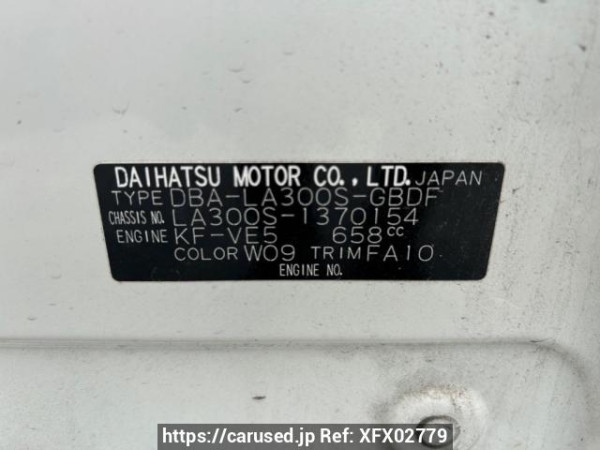 DAIHATSU MOTOR CO., LTD. JAPAN
TYPE DBA-LA300S-GBDF
CHASSIS NO. LA300S-1370154
ENGINE KF-VE5 658cc
COLOR W09 TRIM FA10
ENGINE NO.
https://carused.jp Ref: XFX02779